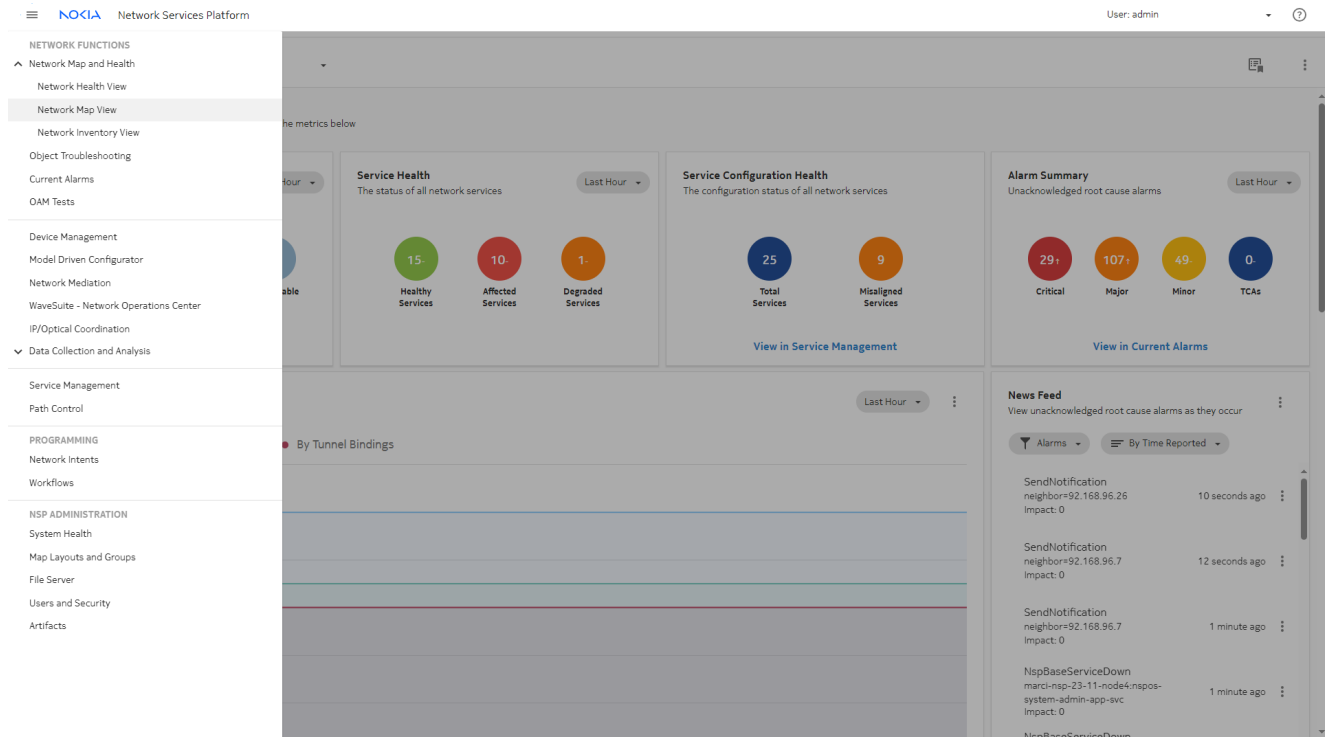 NOKIA Network Services Platform
User: admin
NETWORK FUNCTIONS
Network Map and Health
Network Health View
Network Map View
Network Inventory View
Object Troubleshooting
Current Alarms
OAM Tests
Device Management
Model Driven Configurator
Network Mediation
WaveSuite - Network Operations Center
IP/Optical Coordination
Data Collection and Analysis
Service Management
Path Control
PROGRAMMING
Network Intents
Workflows
NSP ADMINISTRATION
System Health
Map Layouts and Groups
File Server
Users and Security
Artifacts
he metrics below
Hour
able
Service Health
The status of all network services
Last Hour
15-
10-
1-
Healthy
Services
Affected
Services
Degraded
Services
Service Configuration Health
The configuration status of all network services
25
9
Total
Services
Misaligned
Services
View in Service Management
Alarm Summary
Unacknowledged root cause alarms
Last Hour
29↑
107↑
49-
0-
Critical
Major
Minor
TCAs
View in Current Alarms
Last Hour
By Tunnel Bindings
News Feed
View unacknowledged root cause alarms as they occur
Alarms
By Time Reported
SendNotification
neighbor=92.168.96.26
Impact: 0
10 seconds ago
SendNotification
neighbor=92.168.96.7
Impact: 0
12 seconds ago
SendNotification
neighbor=92.168.96.7
Impact: 0
1 minute ago
NspBaseServiceDown
marci-nsp-23-11-node4:nspos-
system-admin-app-svc
Impact: 0
1 minute ago
NspBaseServiceDown